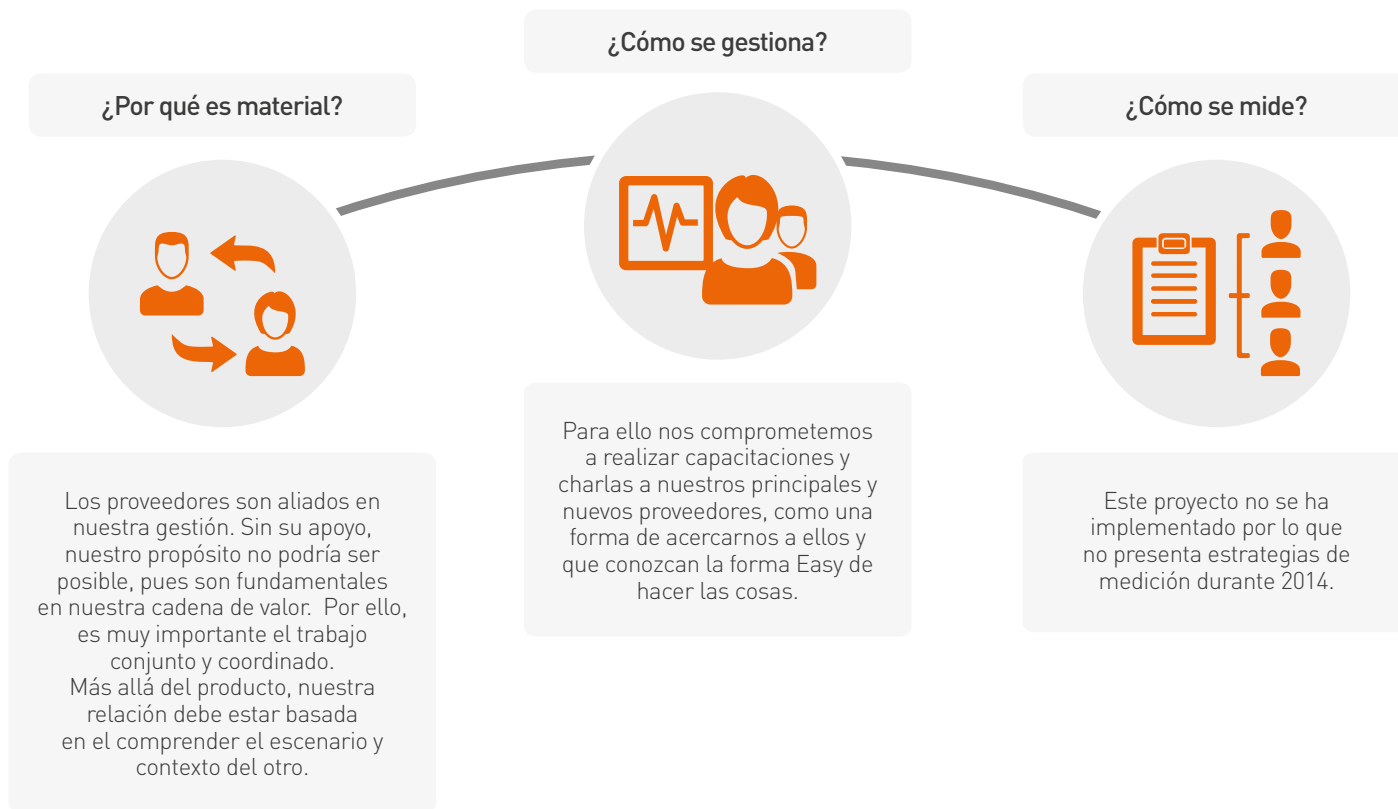 ¿Por qué es material?
Los proveedores son aliados en
nuestra gestión. Sin su apoyo,
nuestro propósito no podría ser
posible, pues son fundamentales
en nuestra cadena de valor.  Por ello,
es muy importante el trabajo
conjunto y coordinado.
Más allá del producto, nuestra
relación debe estar basada
en el comprender el escenario y
contexto del otro.
¿Cómo se gestiona?
Para ello nos comprometemos
a realizar capacitaciones y
charlas a nuestros principales y
nuevos proveedores, como una
forma de acercarnos a ellos y
que conozcan la forma Easy de
hacer las cosas.
¿Cómo se mide?
Este proyecto no se ha
implementado por lo que
no presenta estrategias de
medición durante 2014.